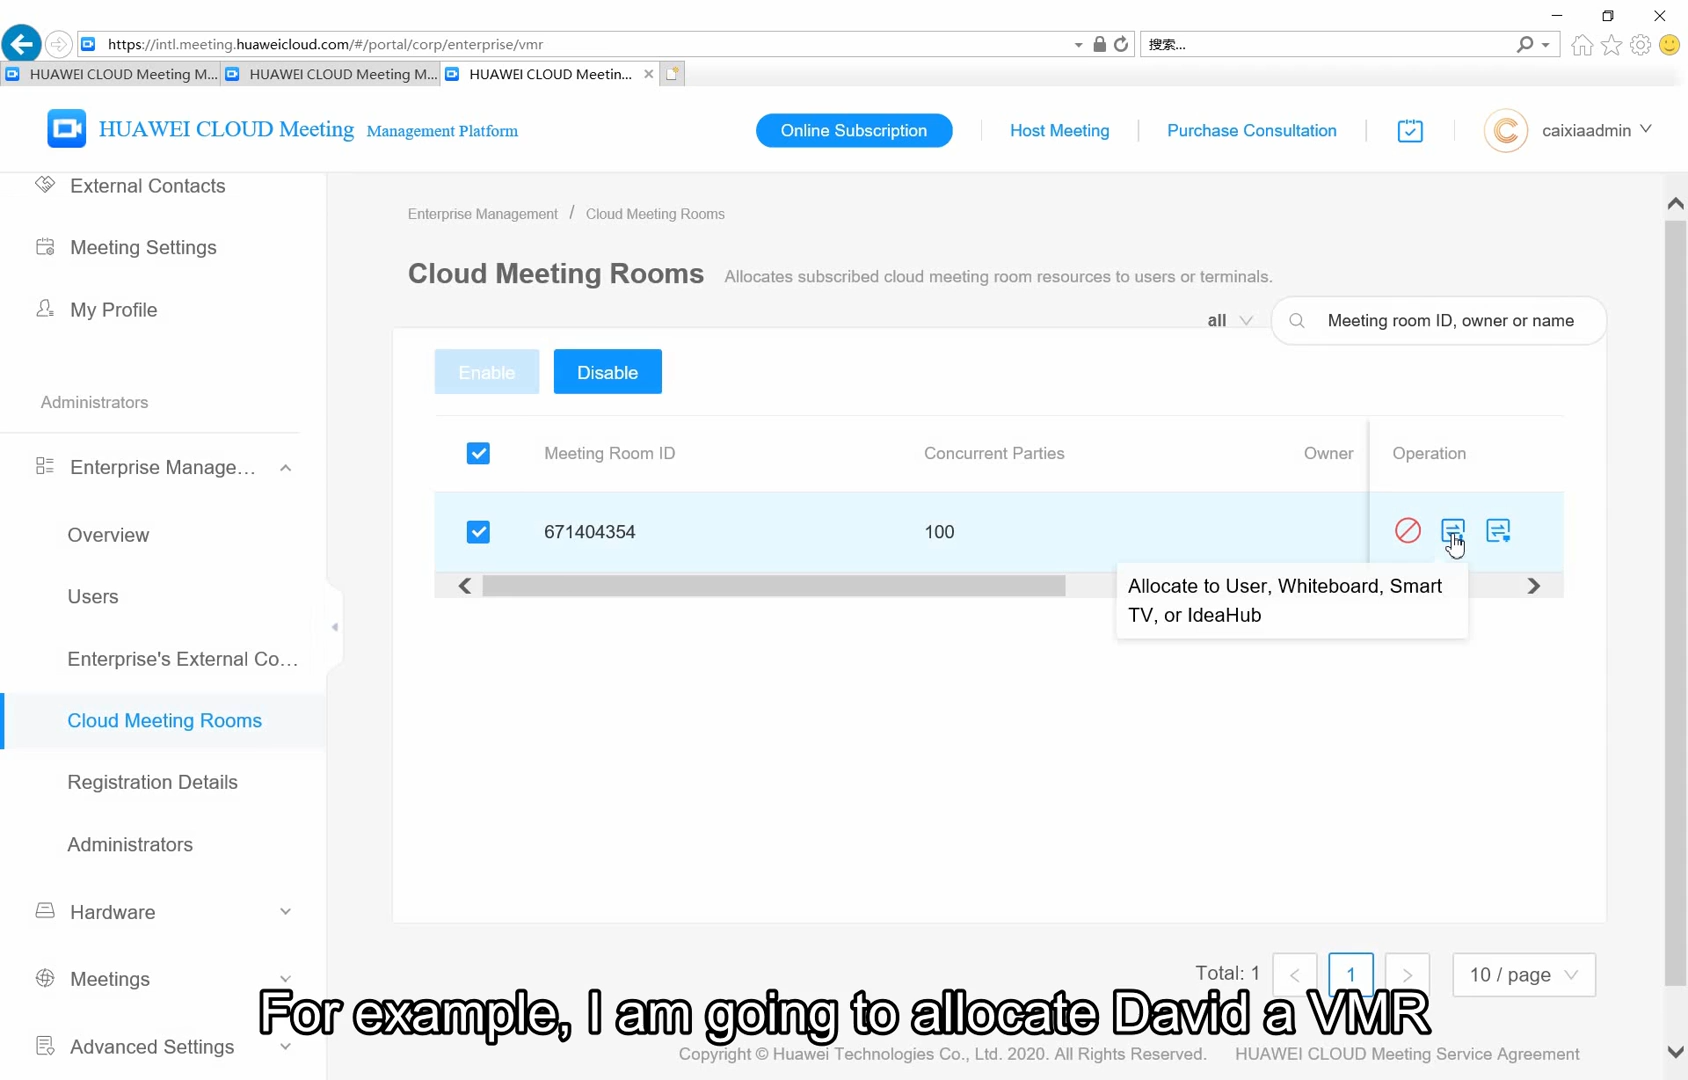 https://intl.meeting.huaweicloud.com/#/portal/corp/enterprise/vmr
搜索...
HUAWEI CLOUD Meeting M...
HUAWEI CLOUD Meeting M...
HUAWEI CLOUD Meetin...
HUAWEI CLOUD Meeting Management Platform
Online Subscription
Host Meeting
Purchase Consultation
C
caixiaadmin
External Contacts
Meeting Settings
My Profile
Administrators
Enterprise Manage...
Overview
Users
Enterprise's External Co...
Cloud Meeting Rooms
Registration Details
Administrators
Hardware
Meetings
Advanced Settings
Enterprise Management / Cloud Meeting Rooms
Cloud Meeting Rooms Allocates subscribed cloud meeting room resources to users or terminals.
all
Meeting room ID, owner or name
Enable
Disable
Meeting Room ID Concurrent Parties Owner Operation
671404354 100
Allocate to User, Whiteboard, Smart
TV, or IdeaHub
Total: 1 < 1 > 10 / page
For example, I am going to allocate David a VMR
Copyright © Huawei Technologies Co., Ltd. 2020. All Rights Reserved. HUAWEI CLOUD Meeting Service Agreement